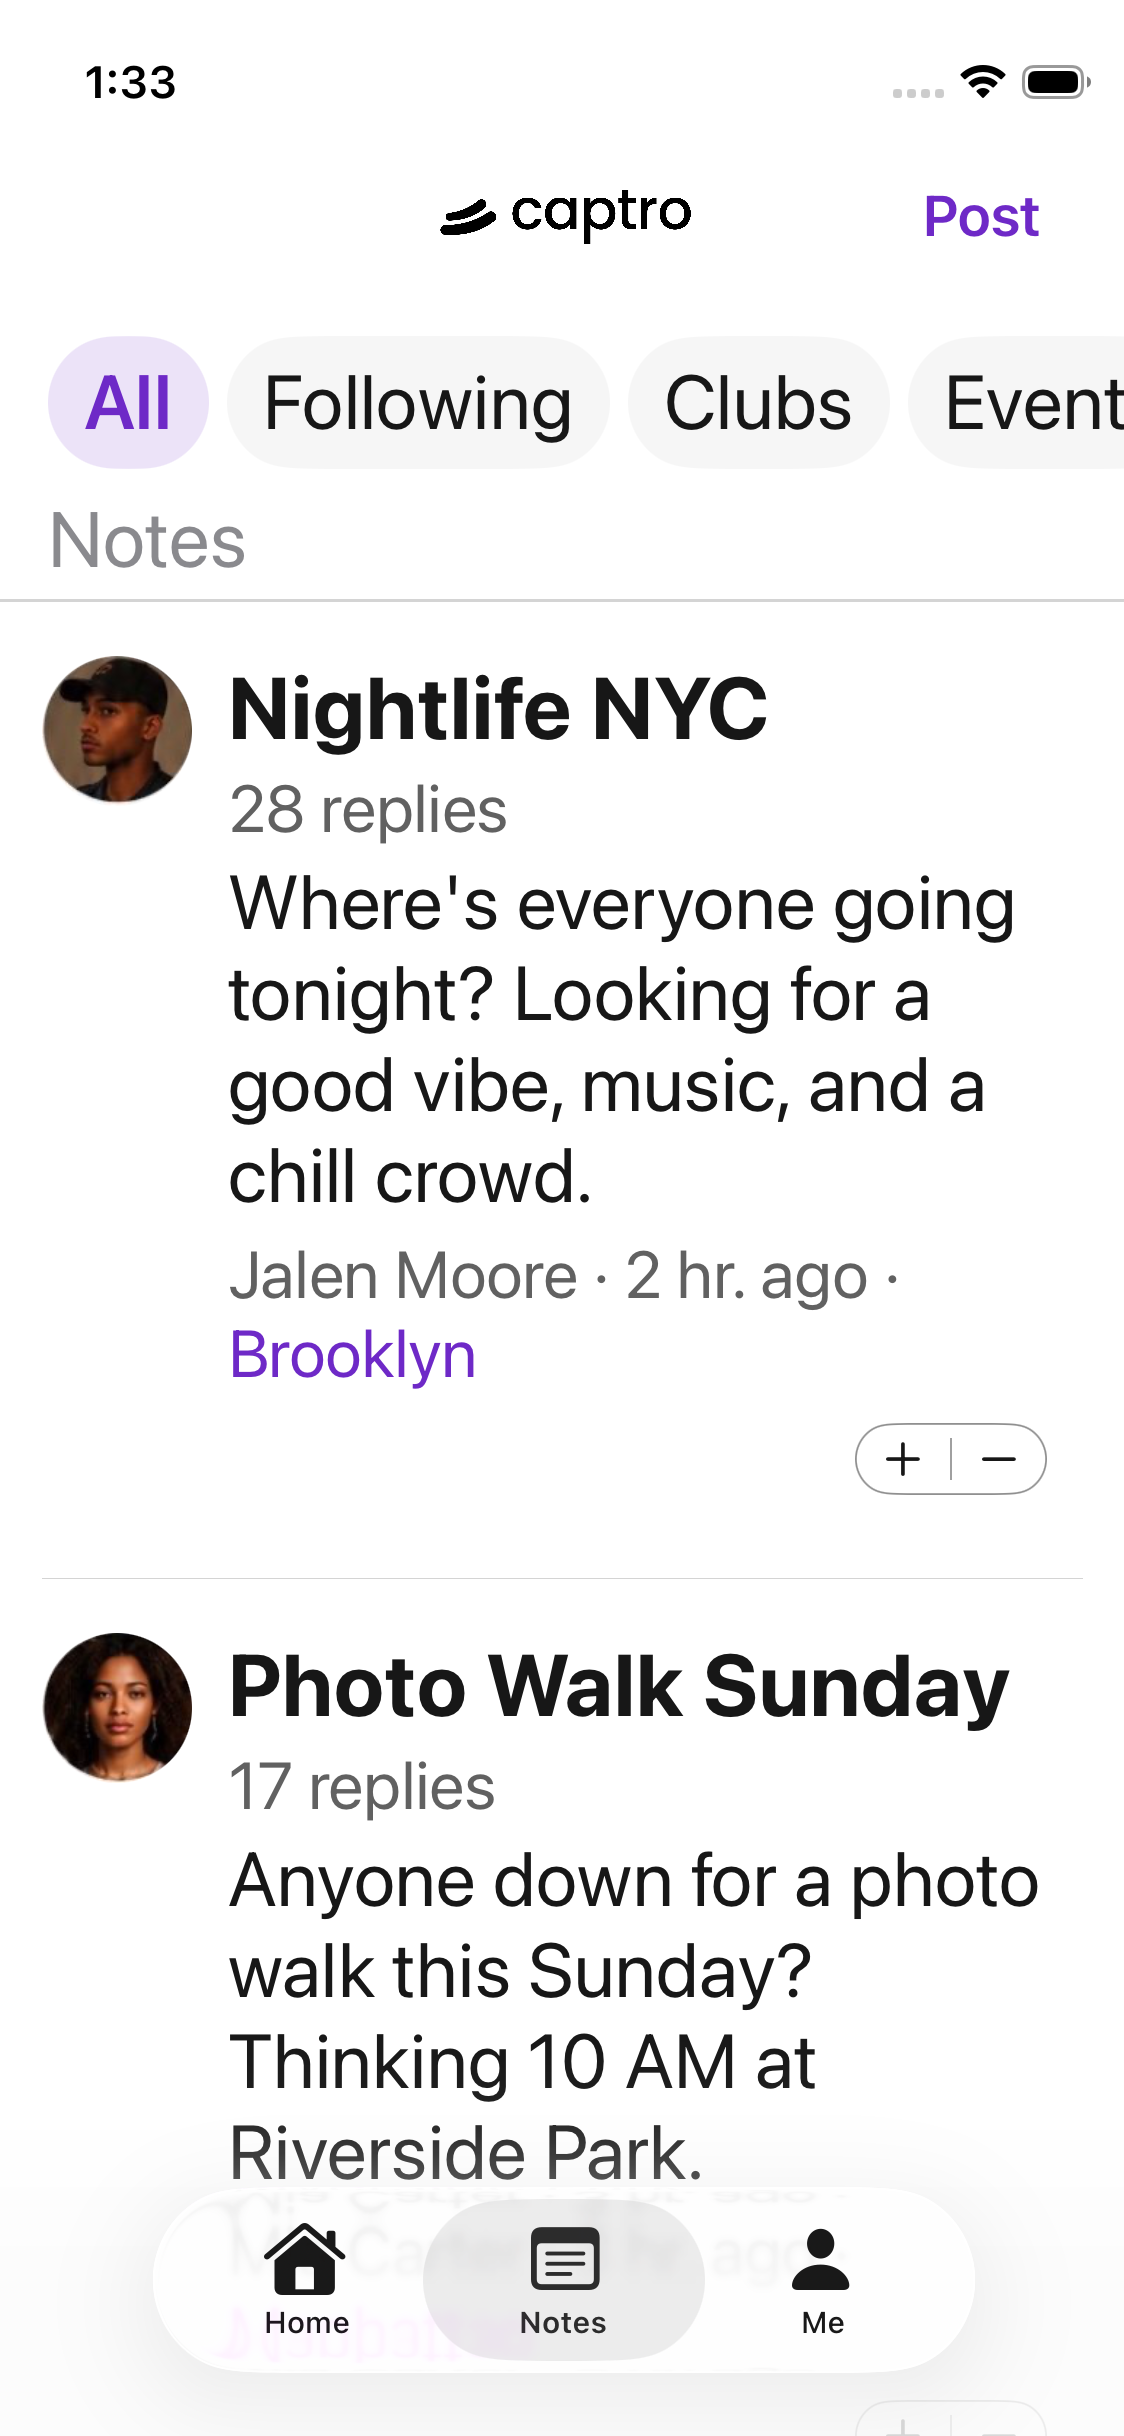 1:33
captro
Post
All
Following
Clubs
Event
Notes
Nightlife NYC
28 replies
Where's everyone going
tonight? Looking for a
good vibe, music, and a
chill crowd.
Jalen Moore · 2 hr. ago ·
Brooklyn
Photo Walk Sunday
17 replies
Anyone down for a photo
walk this Sunday?
Thinking 10 AM at
Riverside Park.
Home
Notes
Me